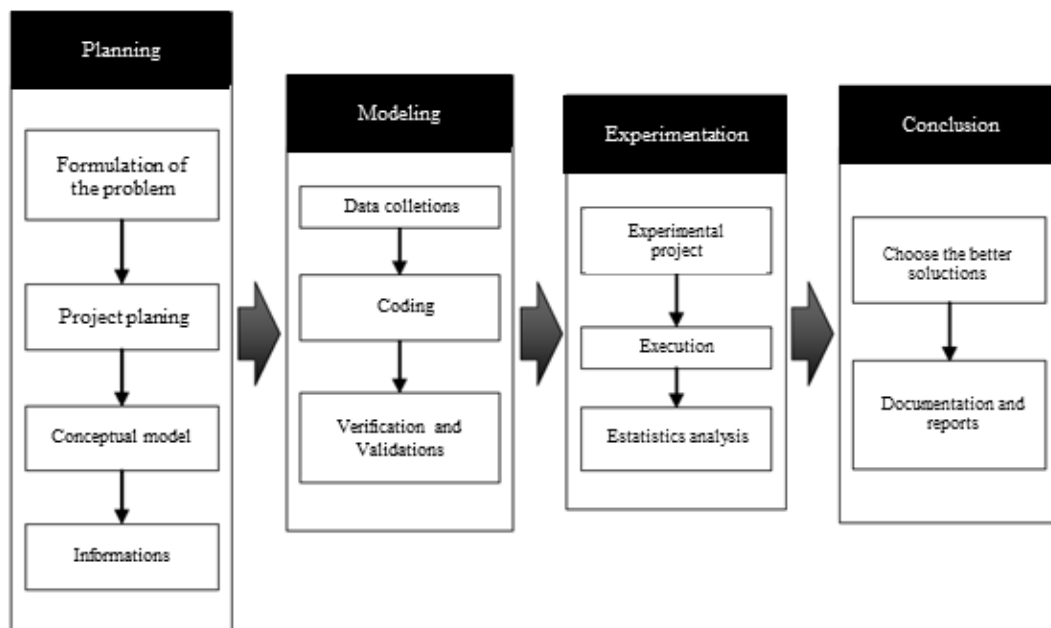 Planning
Formulation of
the problem
Project planing
Conceptual model
Informations
Modeling
Data colletions
Coding
Verification and
Validations
Experimentation
Experimental
project
Execution
Estatistics analysis
Conclusion
Choose the better
soluctions
Documentation and
reports